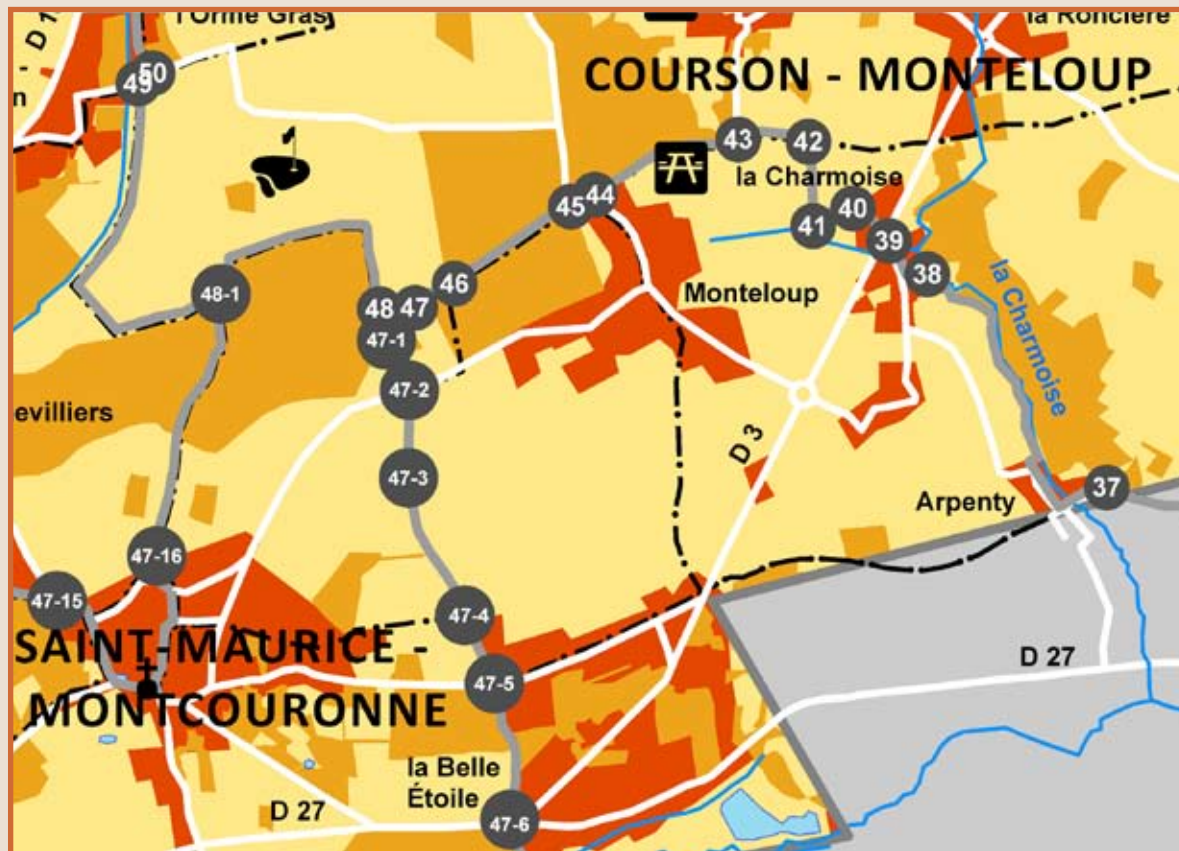 l'Orme Gras
la Roncière
D 1
n
50
49
COURSON - MONTELOUP
43
42
la Charmoise
40
41
39
38
la Charmoise
44
45
46
Monteloup
48-1
48
47
47-1
47-2
evilliers
D 3
47-3
37
Arpenty
47-16
47-15
47-4
SAINT-MAURICE -
MONTCOURONNE
D 27
47-5
la Belle
Étoile
D 27
47-6